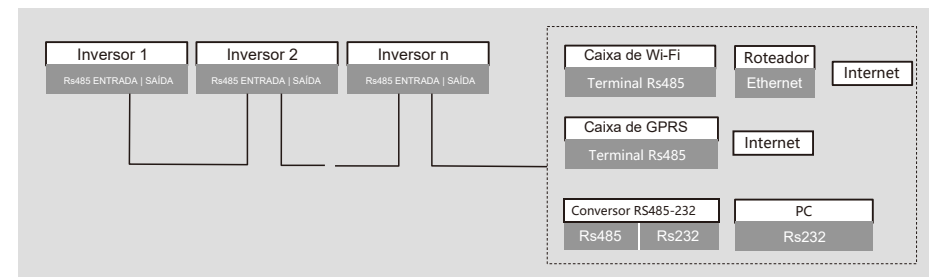 Inversor 1
Rs485 ENTRADA | SAÍDA
Inversor 2
Rs485 ENTRADA | SAÍDA
Inversor n
Rs485 ENTRADA | SAÍDA
Caixa de Wi-Fi
Terminal Rs485
Roteador
Ethernet
Internet
Caixa de GPRS
Terminal Rs485
Internet
Conversor RS485-232
Rs485
Rs232
PC
Rs232